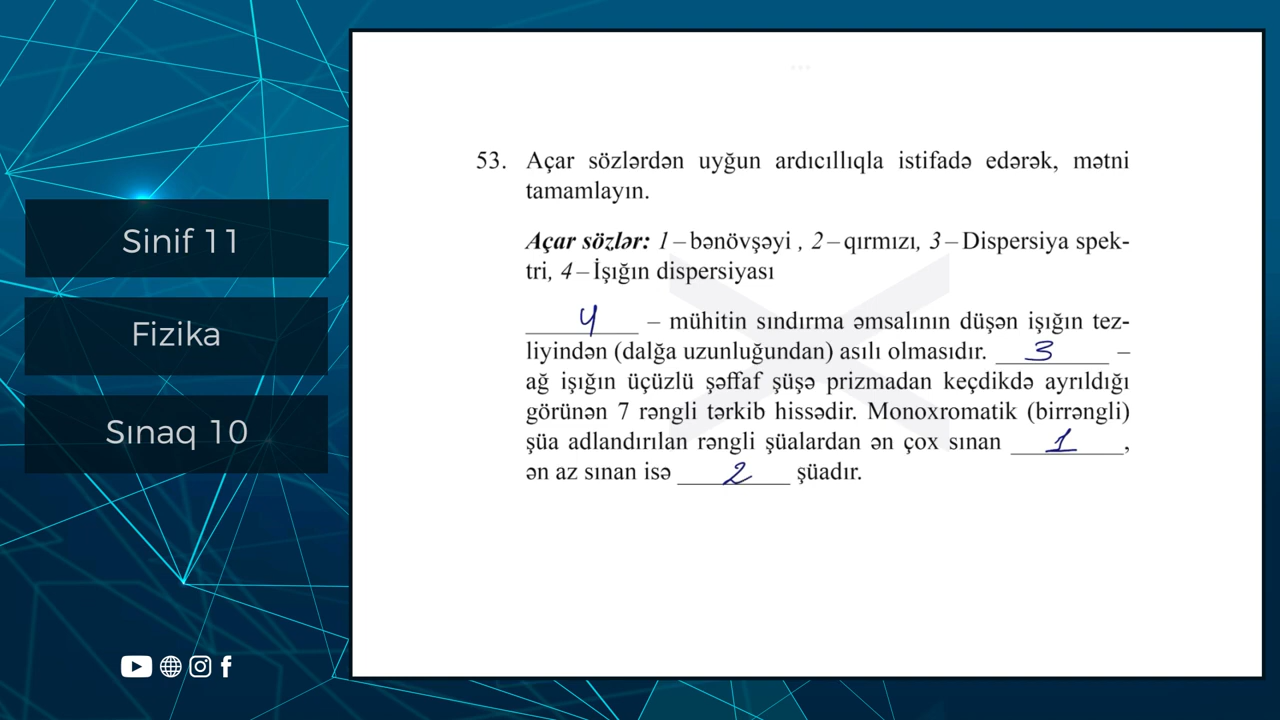 Sinif 11
Fizika
Sınaq 10
53. Açar sözlərdən uyğun ardıcıllıqla istifadə edərək, mətni
tamamlayın.
Açar sözlər: 1–bənövşəyi , 2–qırmızı, 3–Dispersiya spek-
tri, 4–İşığın dispersiyası
4 – mühitin sındırma əmsalının düşən işığın tez-
liyindən (dalğa uzunluğundan) asılı olmasıdır. 3 –
ağ işığın üçüzlü şəffaf şüşə prizmadan keçdikdə ayrıldığı
görünən 7 rəngli tərkib hissədir. Monoxromatik (birrəngli)
şüa adlandırılan rəngli şüalardan ən çox sınan 1 ,
ən az sınan isə 2 şüadır.